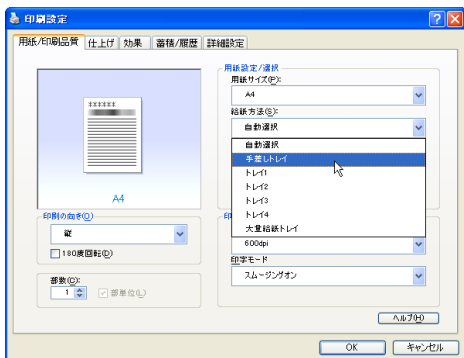 印刷設定
用紙/印刷品質 仕上げ 効果 蓄積/履歴 詳細設定
******
A4
印刷の向き(O)
縦
180度回転(D)
部数(C):
1 部単位(L)
用紙設定/選択
用紙サイズ(P):
A4
給紙方法(S):
自動選択
自動選択
手差しトレイ
トレイ1
トレイ2
トレイ3
トレイ4
大量給紙トレイ
印
600dpi
印字モード
スムージングオン
ヘルプ(H)
OK キャンセル